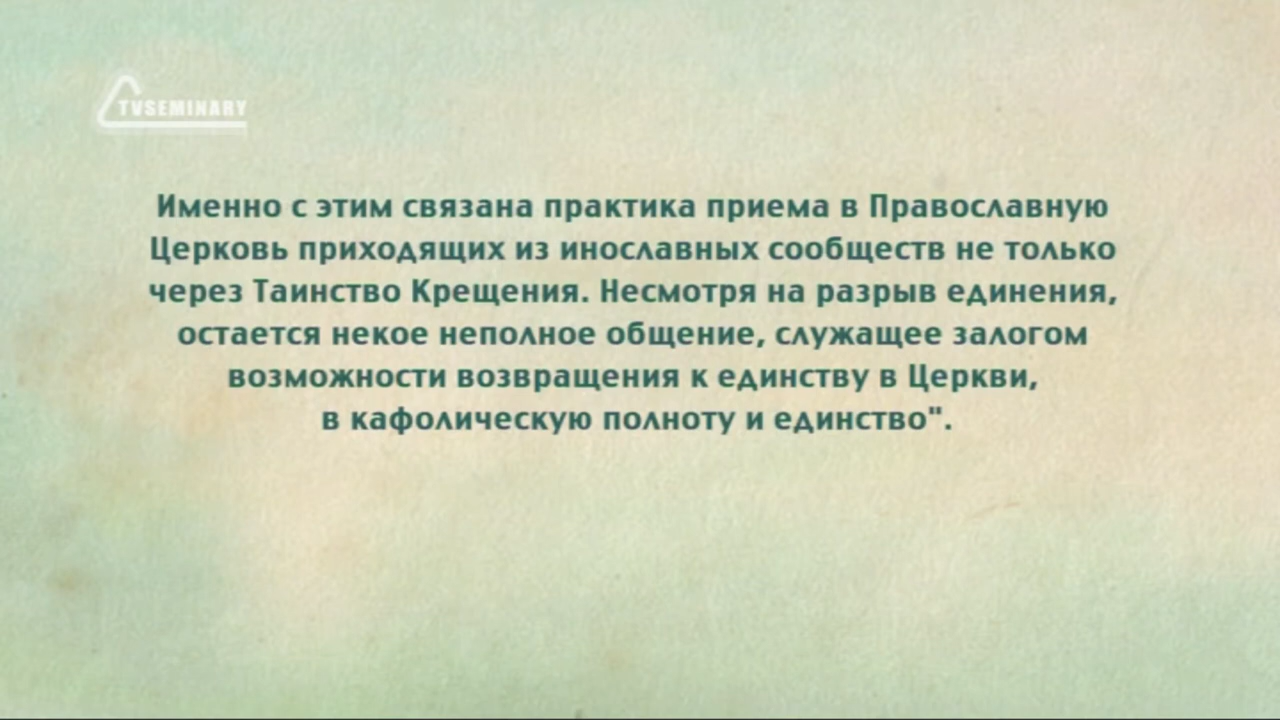 TVSEMINARY
Именно с этим связана практика приема в Православную
Церковь приходящих из инославных сообществ не только
через Таинство Крещения. Несмотря на разрыв единения,
остается некое неполное общение, служащее залогом
возможности возвращения к единству в Церкви,
в кафолическую полноту и единство".